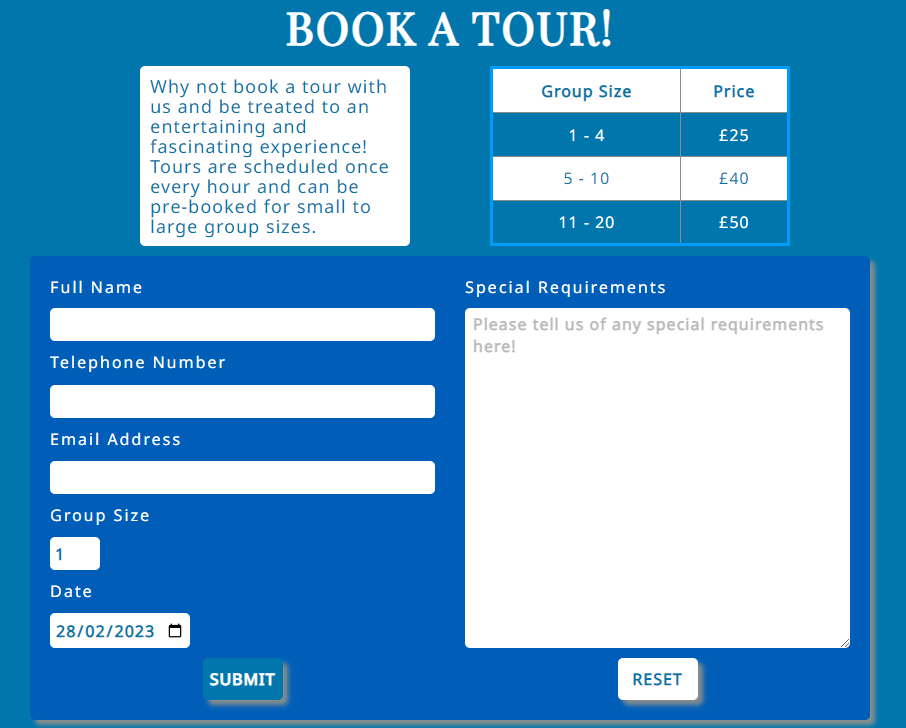 BOOK A TOUR!
Why not book a tour with
us and be treated to an
entertaining and
fascinating experience!
Tours are scheduled once
every hour and can be
pre-booked for small to
large group sizes.
Group Size Price
1 - 4 £25
5 - 10 £40
11 - 20 £50
Full Name
Telephone Number
Email Address
Group Size
1
Date
28/02/2023
SUBMIT
Special Requirements
Please tell us of any special requirements
here!
RESET